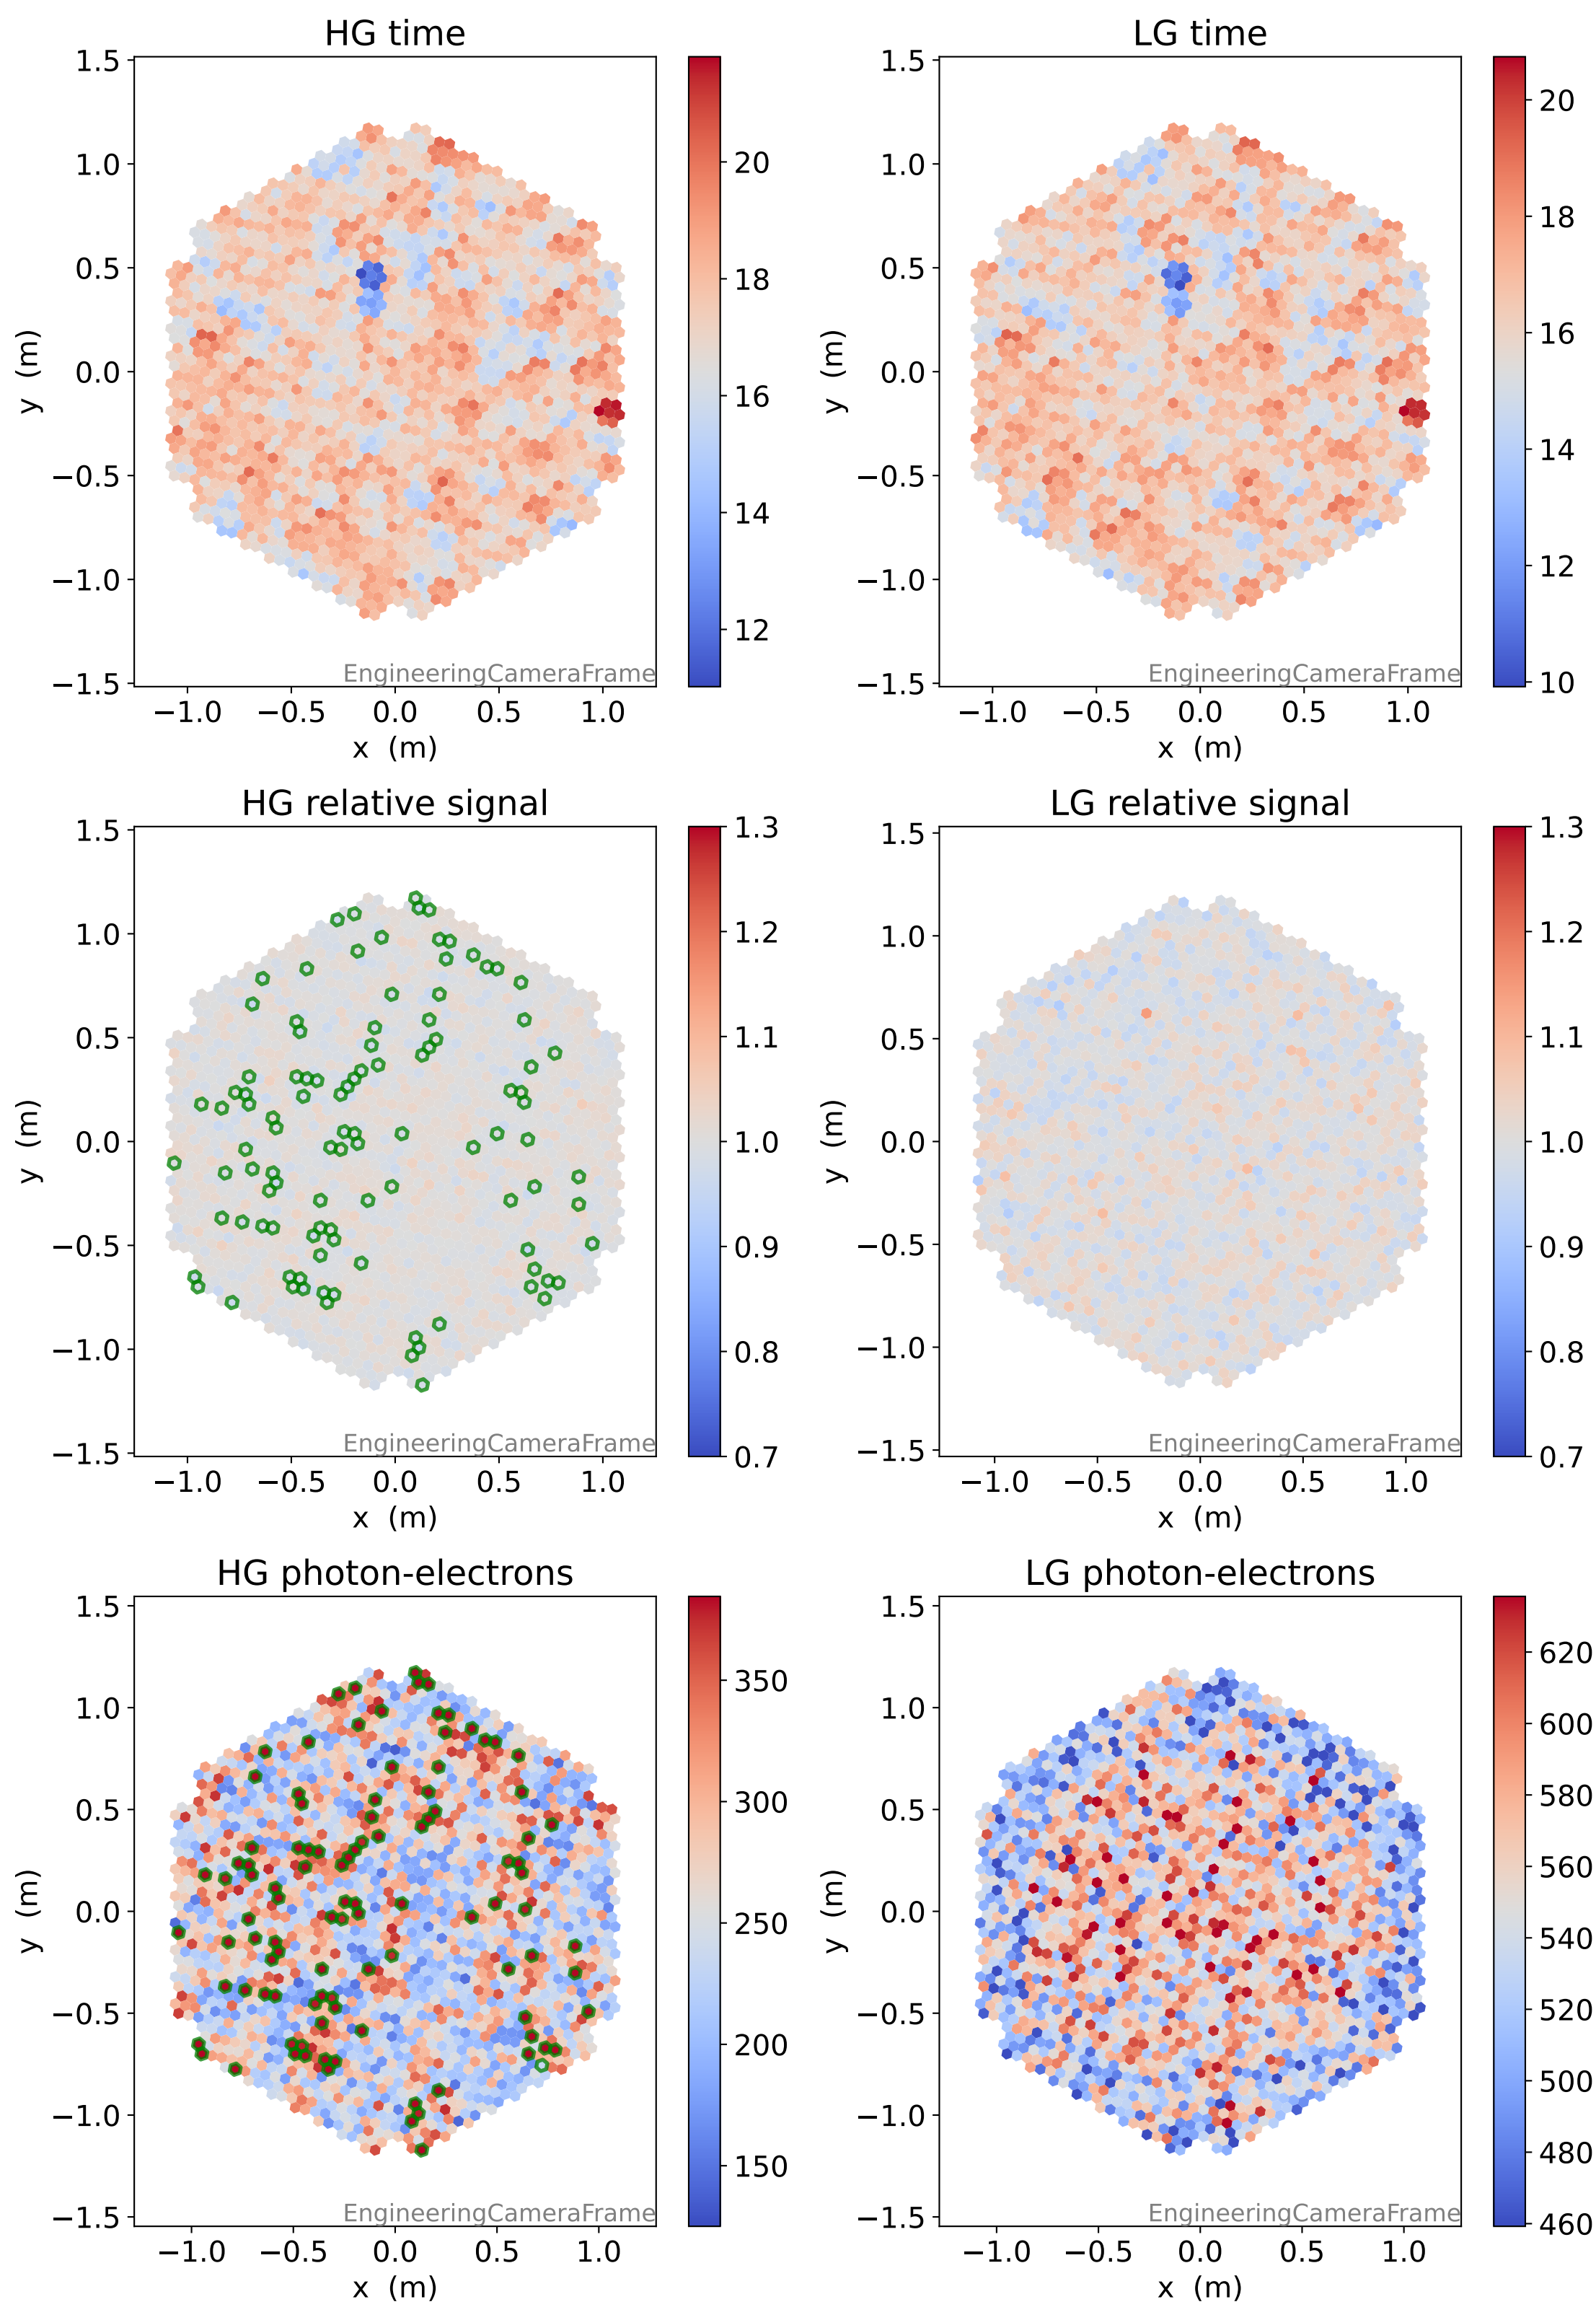 HG time
1.5
1.0
0.5
0.0
−0.5
−1.0
−1.5
y (m)
EngineeringCameraFrame
−1.0 −0.5 0.0 0.5 1.0
x (m)
20
18
16
14
12
LG time
1.5
1.0
0.5
0.0
−0.5
−1.0
−1.5
y (m)
EngineeringCameraFrame
−1.0 −0.5 0.0 0.5 1.0
x (m)
20
18
16
14
12
10
HG relative signal
1.5
1.0
0.5
0.0
−0.5
−1.0
−1.5
y (m)
EngineeringCameraFrame
−1.0 −0.5 0.0 0.5 1.0
x (m)
1.3
1.2
1.1
1.0
0.9
0.8
0.7
LG relative signal
1.5
1.0
0.5
0.0
−0.5
−1.0
−1.5
y (m)
EngineeringCameraFrame
−1.0 −0.5 0.0 0.5 1.0
x (m)
1.3
1.2
1.1
1.0
0.9
0.8
0.7
HG photon-electrons
1.5
1.0
0.5
0.0
−0.5
−1.0
−1.5
y (m)
EngineeringCameraFrame
−1.0 −0.5 0.0 0.5 1.0
x (m)
350
300
250
200
150
LG photon-electrons
1.5
1.0
0.5
0.0
−0.5
−1.0
−1.5
y (m)
EngineeringCameraFrame
−1.0 −0.5 0.0 0.5 1.0
x (m)
620
600
580
560
540
520
500
480
460